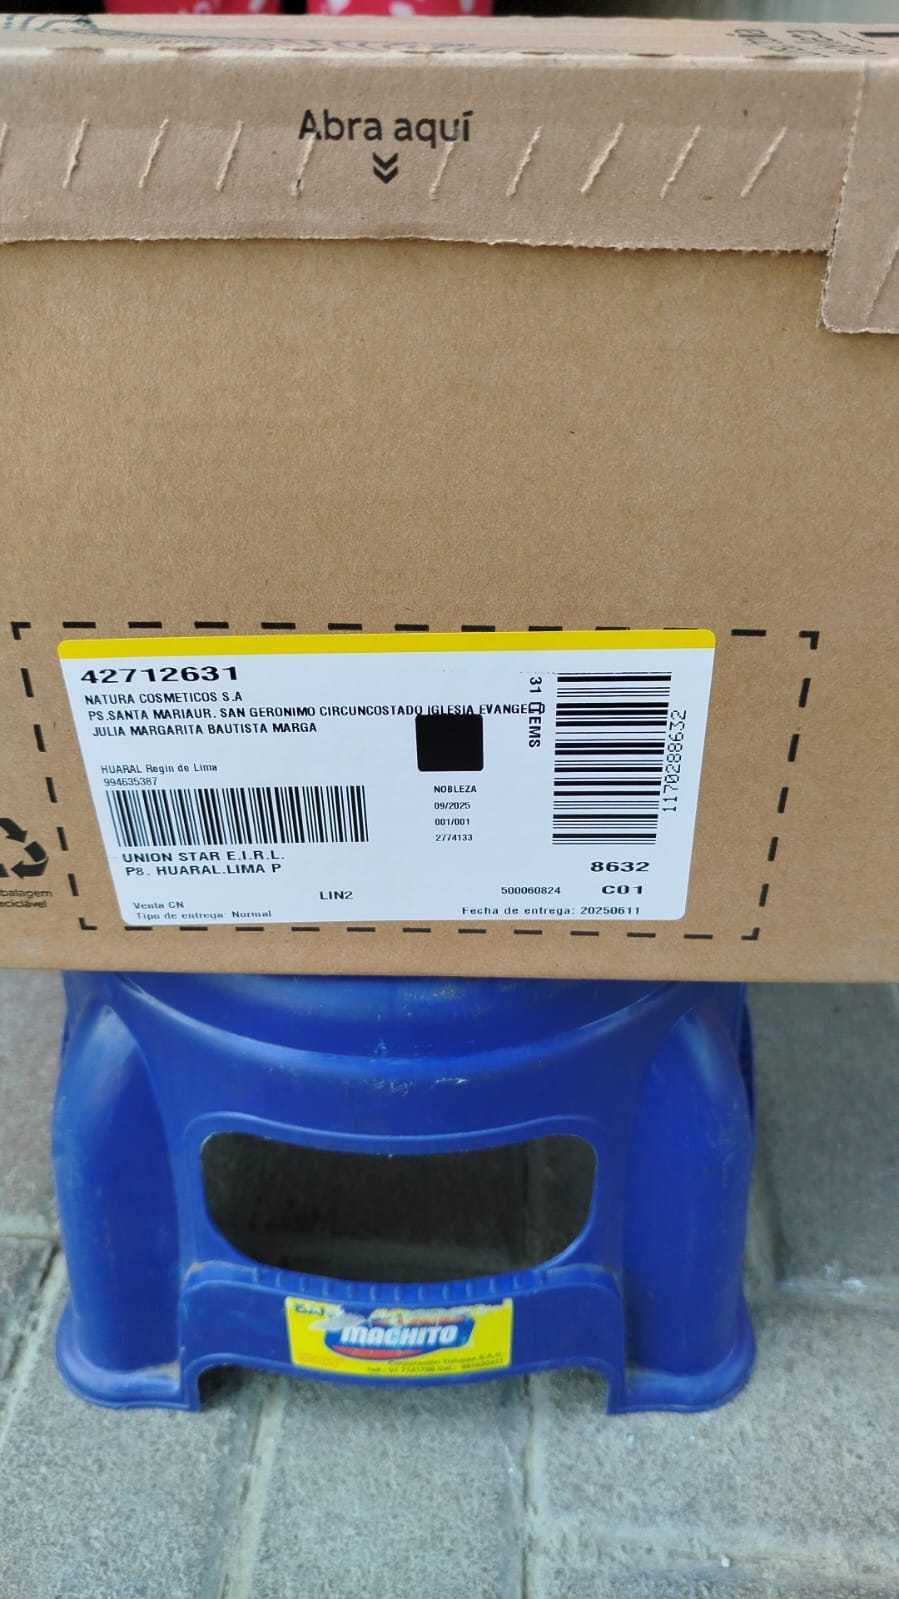 Abra aquí
42712631
NATURA COSMETICOS S.A
PS.SANTA MARIAUR. SAN GERONIMO CIRCUNCOSTADO IGLESIA EVANGE
JULIA MARGARITA BAUTISTA MARGA
31 ITEMS
HUARAL Regin de Lima
994635387
NOBLEZA
09/2025
001/001
2774133
1170288632
UNION STAR E.I.R.L.
P8. HUARAL.LIMA P
8632
LIN2
500060824
C01
Venta CN
Tipo de entrega: Normal
Fecha de entrega: 20250611
MACHITO